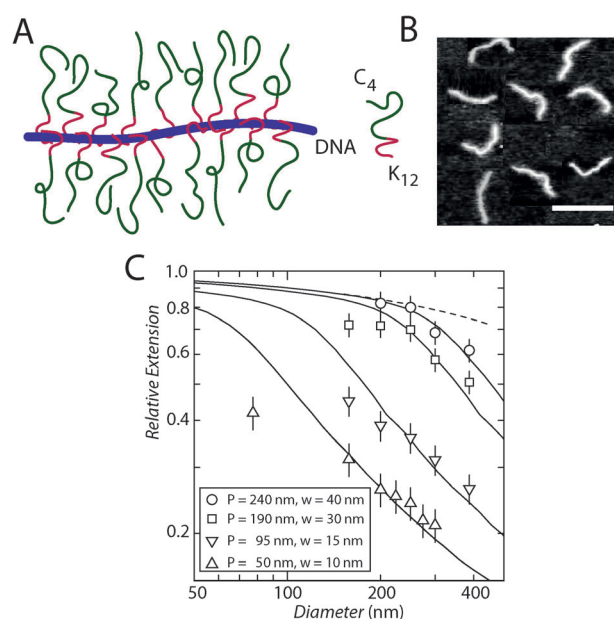 A
C4
DNA
K12
B
C
1.0
0.8
0.6
0.4
0.2
Relative Extension
P = 240 nm, w = 40 nm
P = 190 nm, w = 30 nm
P = 95 nm, w = 15 nm
P = 50 nm, w = 10 nm
50 100 200 400
Diameter (nm)